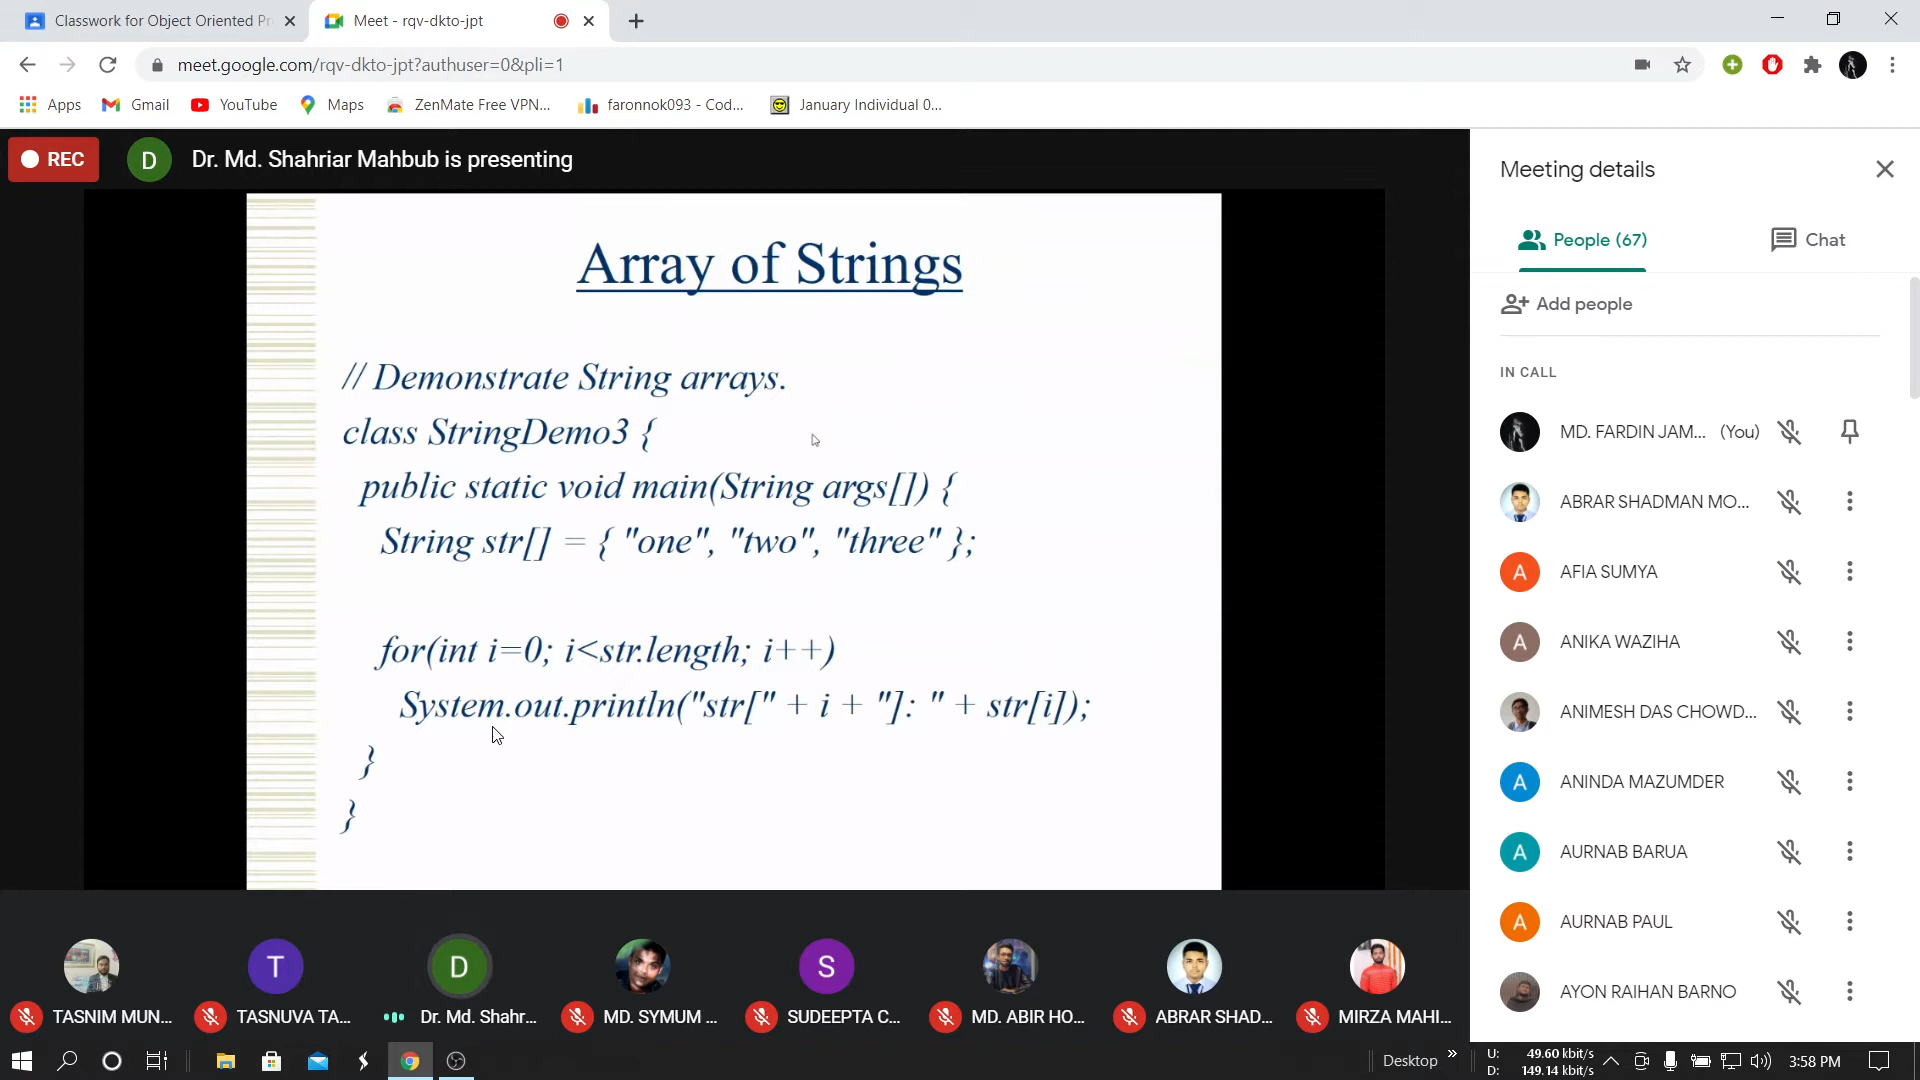 Classwork for Object Oriented Pr
Meet - rqv-dkto-jpt
meet.google.com/rqv-dkto-jpt?authuser=0&pli=1
Apps
Gmail
YouTube
Maps
ZenMate Free VPN...
faronnok093 - Cod...
January Individual 0...
REC
D
Dr. Md. Shahriar Mahbub is presenting
Array of Strings
// Demonstrate String arrays.
class StringDemo3 {
public static void main(String args[]) {
String str[] = { "one", "two", "three" };
for(int i=0; i<str.length; i++)
System.out.println("str[" + i + "]: " + str[i]);
}
}
Meeting details
People (67)
Chat
Add people
IN CALL
MD. FARDIN JAM... (You)
ABRAR SHADMAN MO...
A AFIA SUMYA
A ANIKA WAZIHA
ANIMESH DAS CHOWD...
A ANINDA MAZUMDER
A AURNAB BARUA
A AURNAB PAUL
AYON RAIHAN BARNO
T
D
S
TASNIM MUN...
TASNUVA TA...
Dr. Md. Shahr...
MD. SYMUM ...
SUDEEPTA C...
MD. ABIR HO...
ABRAR SHAD...
MIRZA MAHI...
Desktop
U: 49.60 kbit/s
D: 149.14 kbit/s
3:58 PM